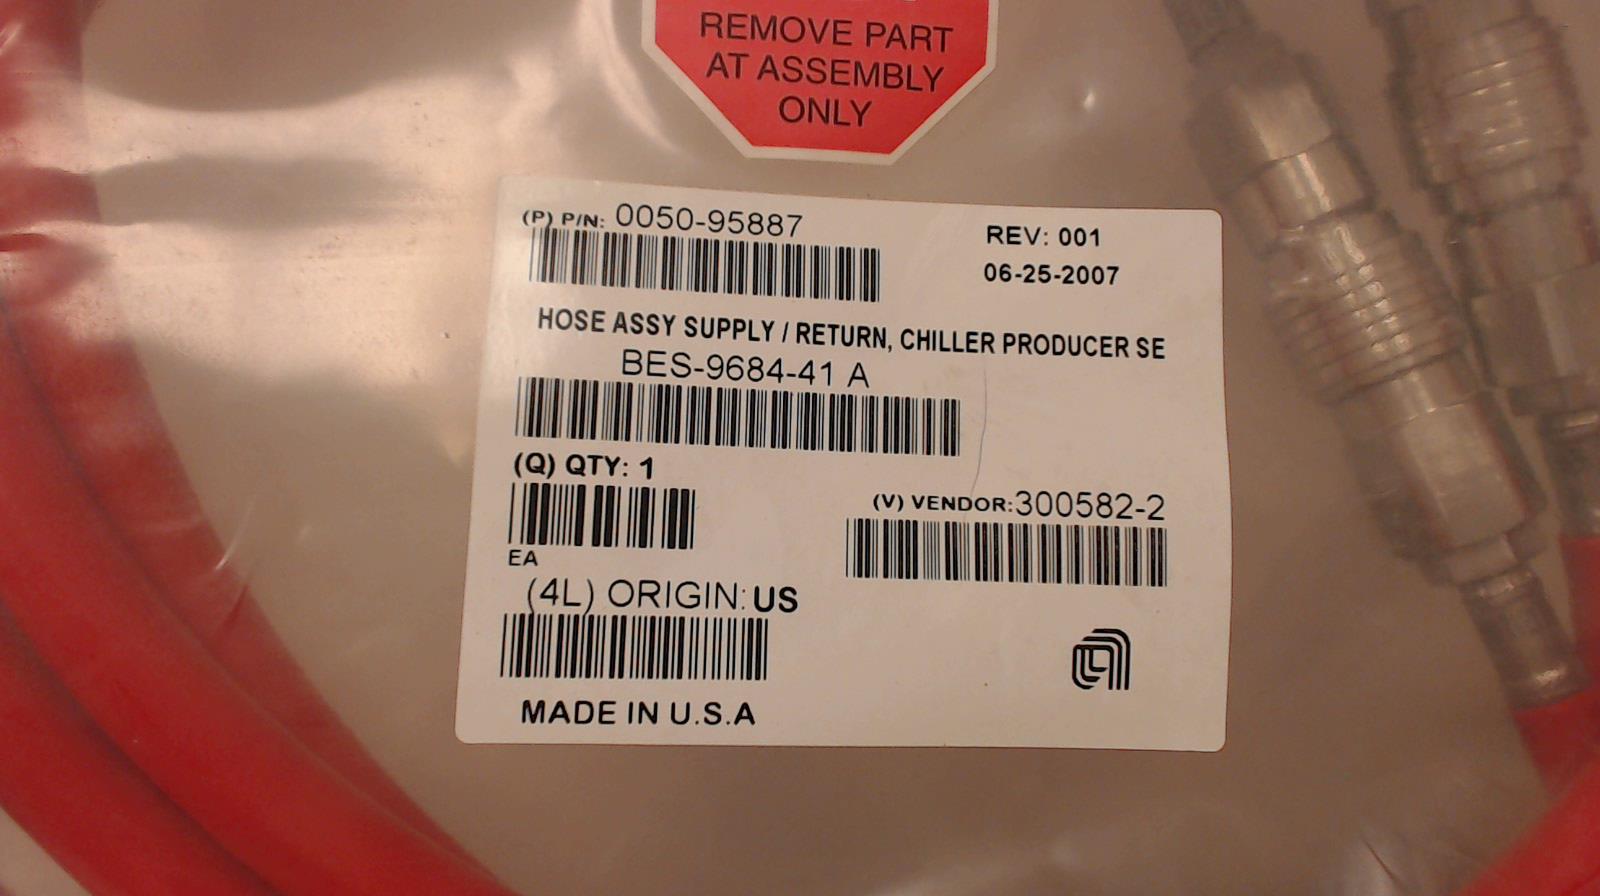 REMOVE PART
AT ASSEMBLY
ONLY
(P) P/N: 0050-95887
REV: 001
06-25-2007
HOSE ASSY SUPPLY / RETURN, CHILLER PRODUCER SE
BES-9684-41 A
(Q) QTY: 1
(V) VENDOR:300582-2
EA
(4L) ORIGIN: US
MADE IN U.S.A